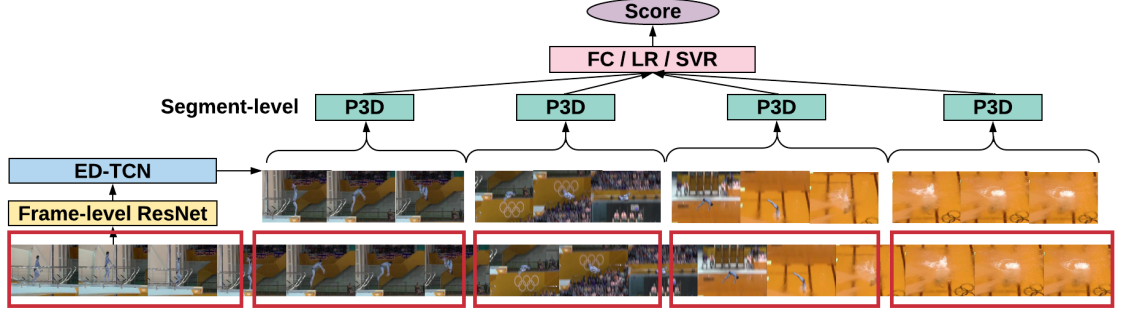 Score
FC / LR / SVR
Segment-level
P3D
P3D
P3D
P3D
ED-TCN
Frame-level ResNet